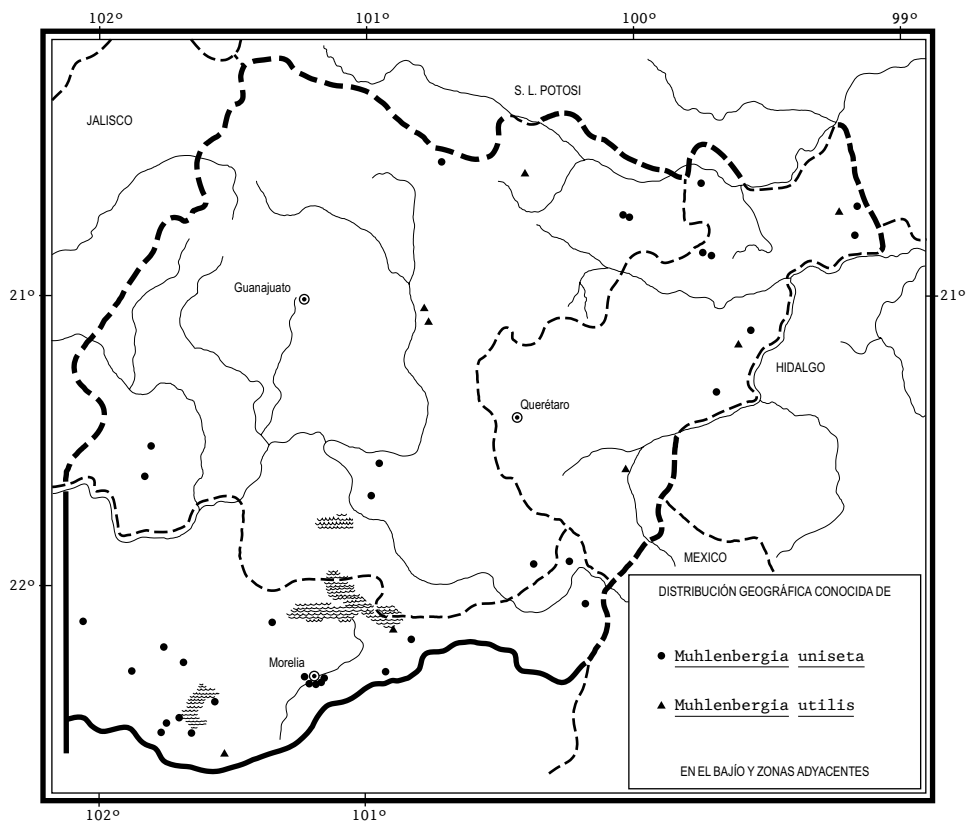 102º 101º 100º 99º
S. L. POTOSI
JALISCO
Guanajuato
21º 21º
HIDALGO
Querétaro
MEXICO
22º
DISTRIBUCIÓN GEOGRÁFICA CONOCIDA DE
Muhlenbergia uniseta
Morelia
Muhlenbergia utilis
EN EL BAJÍO Y ZONAS ADYACENTES
102º 101º